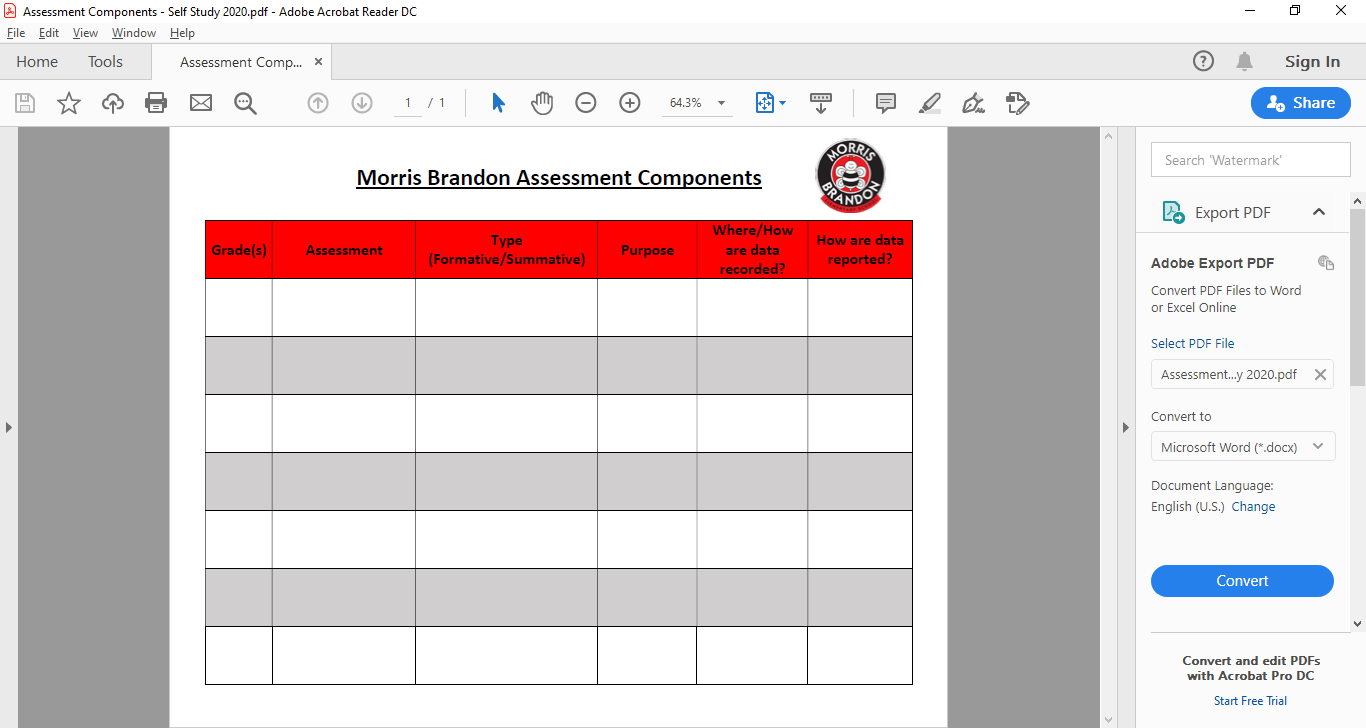 Assessment Components - Self Study 2020.pdf - Adobe Acrobat Reader DC
File Edit View Window Help
Home Tools Assessment Comp... Sign In
1 / 1 64.3% Share
Morris Brandon Assessment Components
MORRIS
BRANDON
Grade(s) Assessment Type
(Formative/Summative) Purpose Where/How
are data
recorded? How are data
reported?
Search 'Watermark'
Export PDF
Adobe Export PDF
Convert PDF Files to Word
or Excel Online
Select PDF File
Assessment...y 2020.pdf
Convert to
Microsoft Word (*.docx)
Document Language:
English (U.S.) Change
Convert
Convert and edit PDFs
with Acrobat Pro DC
Start Free Trial